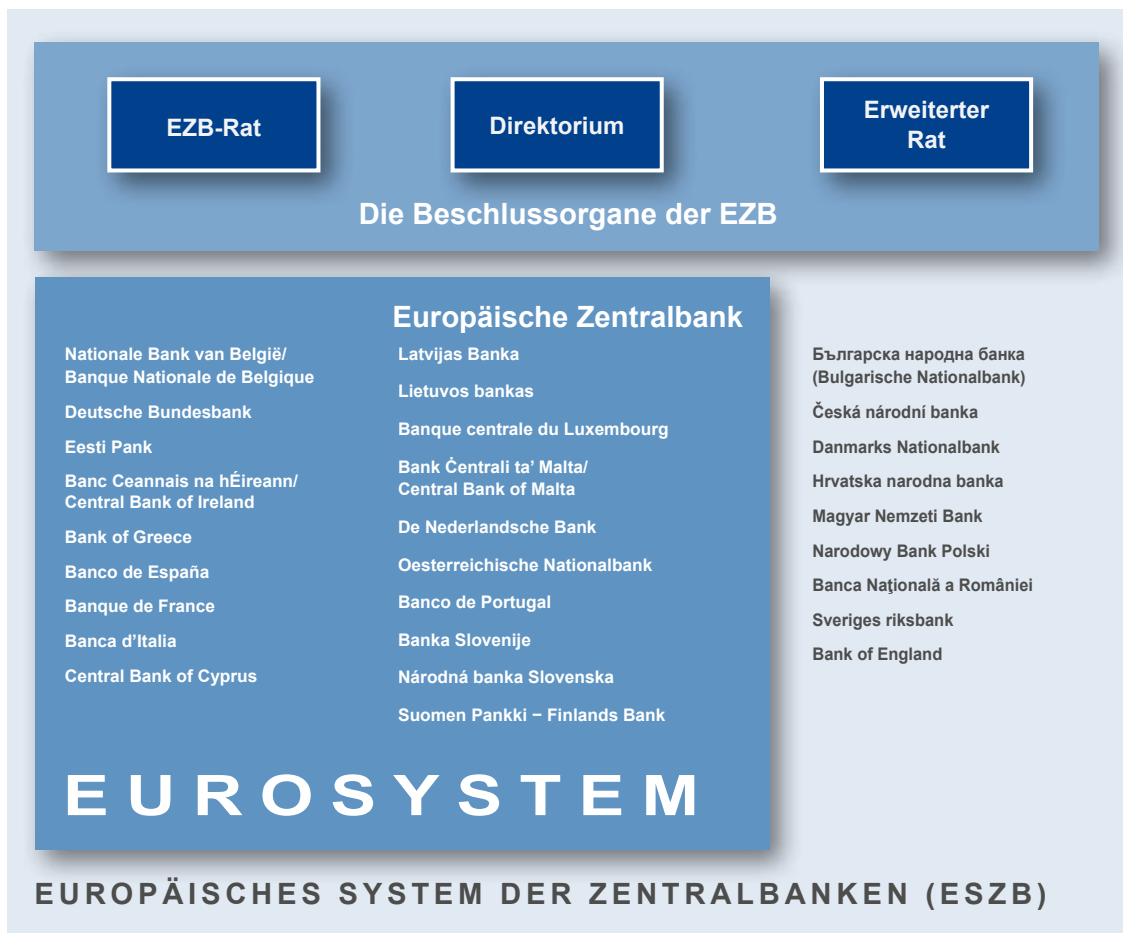 EZB-Rat
Direktorium
Erweiterter
Rat
Die Beschlussorgane der EZB
Europäische Zentralbank
Nationale Bank van België/
Banque Nationale de Belgique
Deutsche Bundesbank
Eesti Pank
Banc Ceannais na hÉireann/
Central Bank of Ireland
Bank of Greece
Banco de España
Banque de France
Banca d’Italia
Central Bank of Cyprus
Latvijas Banka
Lietuvos bankas
Banque centrale du Luxembourg
Bank Ċentrali ta’ Malta/
Central Bank of Malta
De Nederlandsche Bank
Oesterreichische Nationalbank
Banco de Portugal
Banka Slovenije
Národná banka Slovenska
Suomen Pankki − Finlands Bank
Българска народна банка
(Bulgarische Nationalbank)
Česká národní banka
Danmarks Nationalbank
Hrvatska narodna banka
Magyar Nemzeti Bank
Narodowy Bank Polski
Banca Naţională a României
Sveriges riksbank
Bank of England
EUROSYSTEM
EUROPÄISCHES SYSTEM DER ZENTRALBANKEN (ESZB)